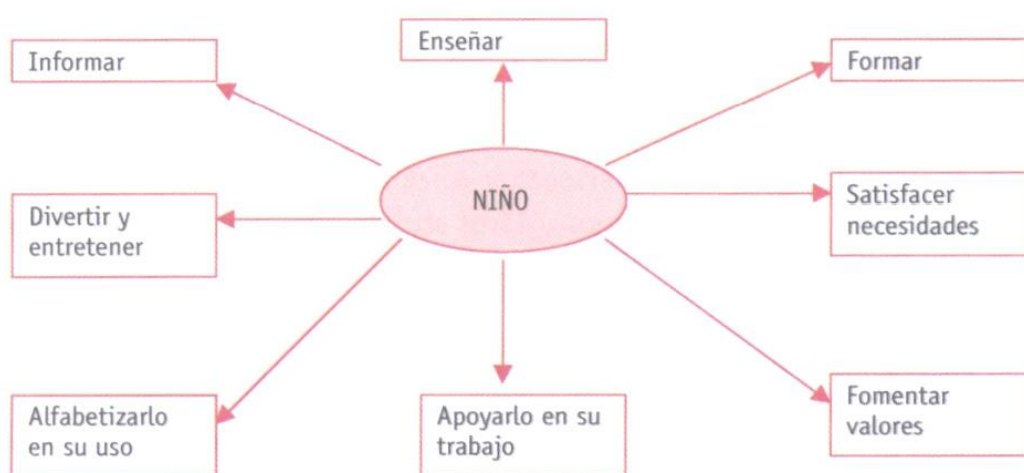 Enseñar
Informar
Formar
NIÑO
Divertir y
entretener
Satisfacer
necesidades
Alfabetizarlo
en su uso
Apoyarlo en su
trabajo
Fomentar
valores